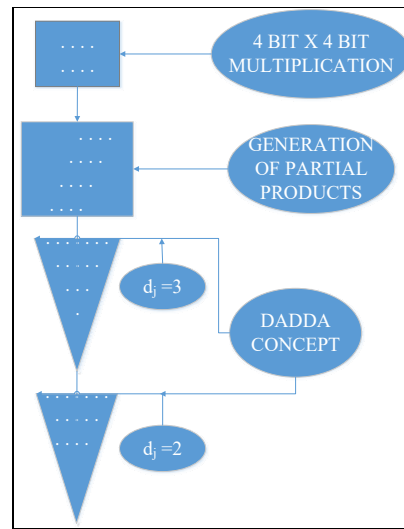 4 BIT X 4 BIT
MULTIPLICATION
GENERATION
OF PARTIAL
PRODUCTS
dj =3
DADDA
CONCEPT
dj =2